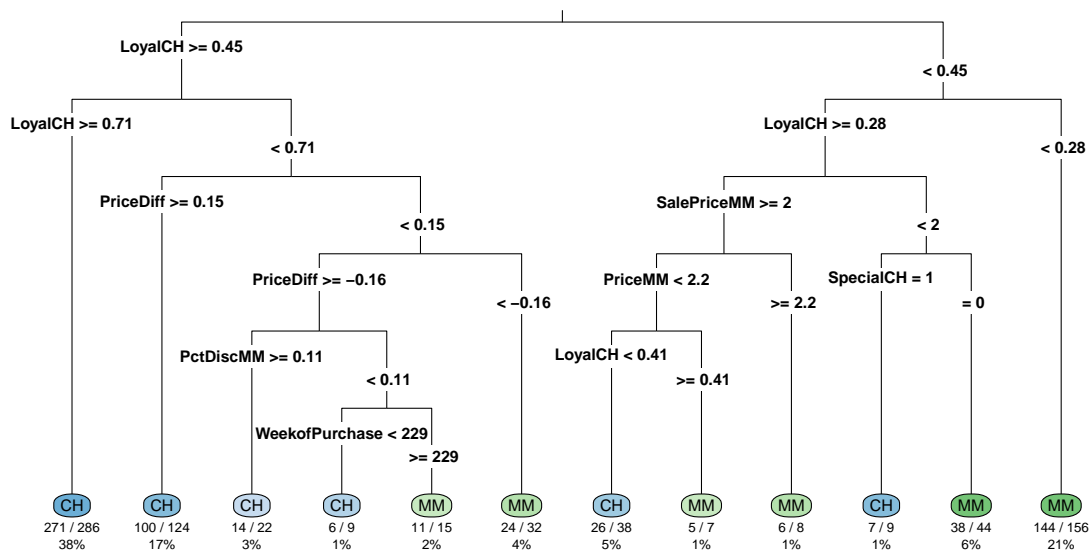 LoyalCH >= 0.45
< 0.45
LoyalCH >= 0.71
LoyalCH >= 0.28
< 0.71
< 0.28
PriceDiff >= 0.15
SalePriceMM >= 2
< 0.15
< 2
PriceDiff >= −0.16
PriceMM < 2.2
SpecialCH = 1
< −0.16
>= 2.2
= 0
PctDiscMM >= 0.11
LoyalCH < 0.41
< 0.11
>= 0.41
WeekofPurchase < 229
>= 229
CH CH CH CH MM MM CH MM MM CH MM MM
271 / 286 100 / 124 14 / 22 6 / 9 11 / 15 24 / 32 26 / 38 5 / 7 6 / 8 7 / 9 38 / 44 144 / 156
38% 17% 3% 1% 2% 4% 5% 1% 1% 1% 6% 21%